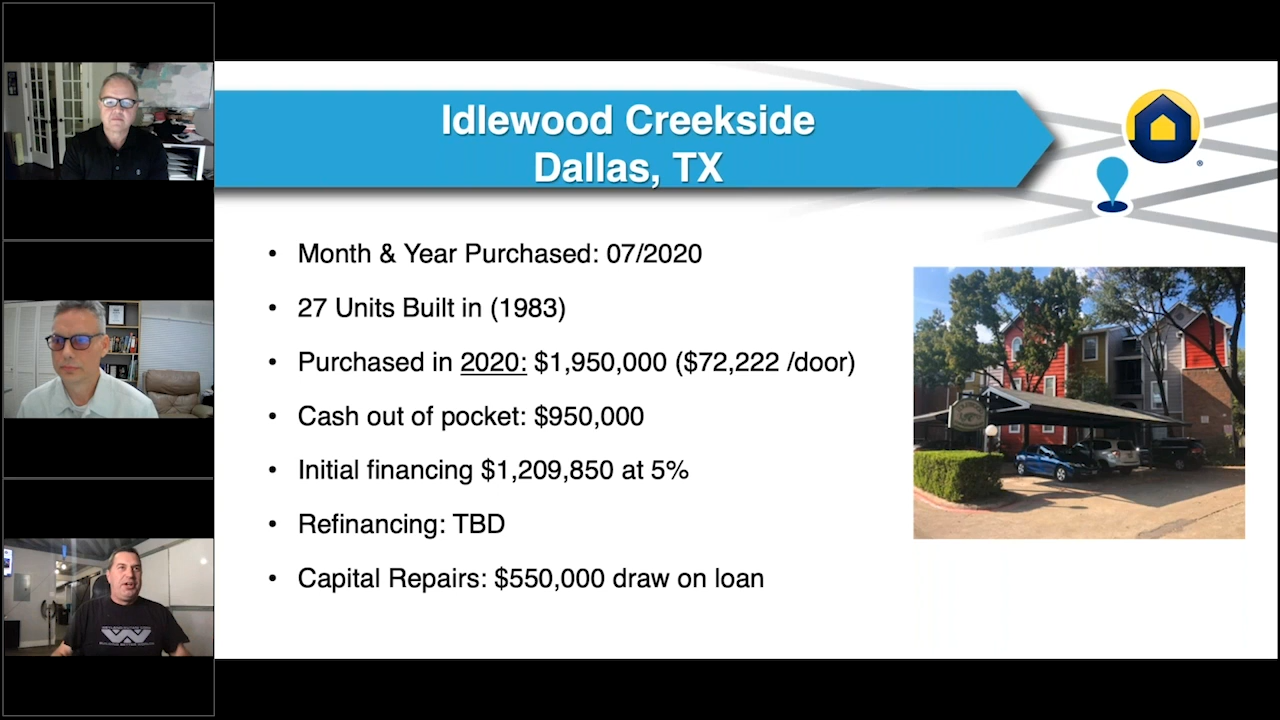 Idlewood Creekside
Dallas, TX
®
• Month & Year Purchased: 07/2020
• 27 Units Built in (1983)
• Purchased in 2020: $1,950,000 ($72,222 /door)
• Cash out of pocket: $950,000
• Initial financing $1,209,850 at 5%
• Refinancing: TBD
• Capital Repairs: $550,000 draw on loan